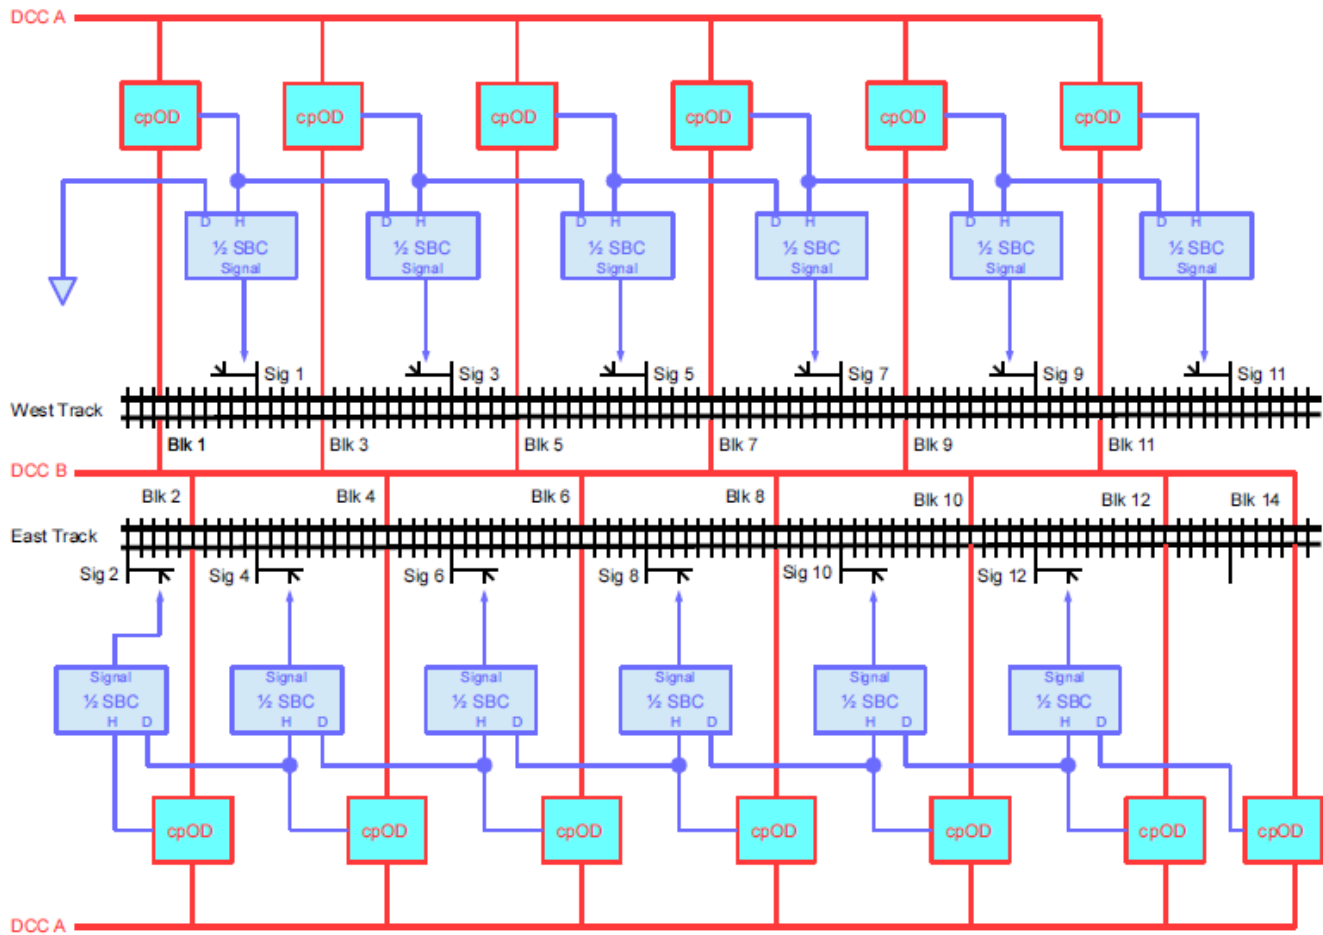 DCC A
cpOD cpOD cpOD cpOD cpOD cpOD
D H D H D H D H D H D H
½ SBC ½ SBC ½ SBC ½ SBC ½ SBC ½ SBC
Signal Signal Signal Signal Signal Signal
Sig 1 Sig 3 Sig 5 Sig 7 Sig 9 Sig 11
West Track
Blk 1 Blk 3 Blk 5 Blk 7 Blk 9 Blk 11
DCC B
Blk 2 Blk 4 Blk 6 Blk 8 Blk 10 Blk 12 Blk 14
East Track
Sig 2 Sig 4 Sig 6 Sig 8 Sig 10 Sig 12
Signal Signal Signal Signal Signal Signal
½ SBC ½ SBC ½ SBC ½ SBC ½ SBC ½ SBC
H D H D H D H D H D H D
cpOD cpOD cpOD cpOD cpOD cpOD cpOD
DCC A